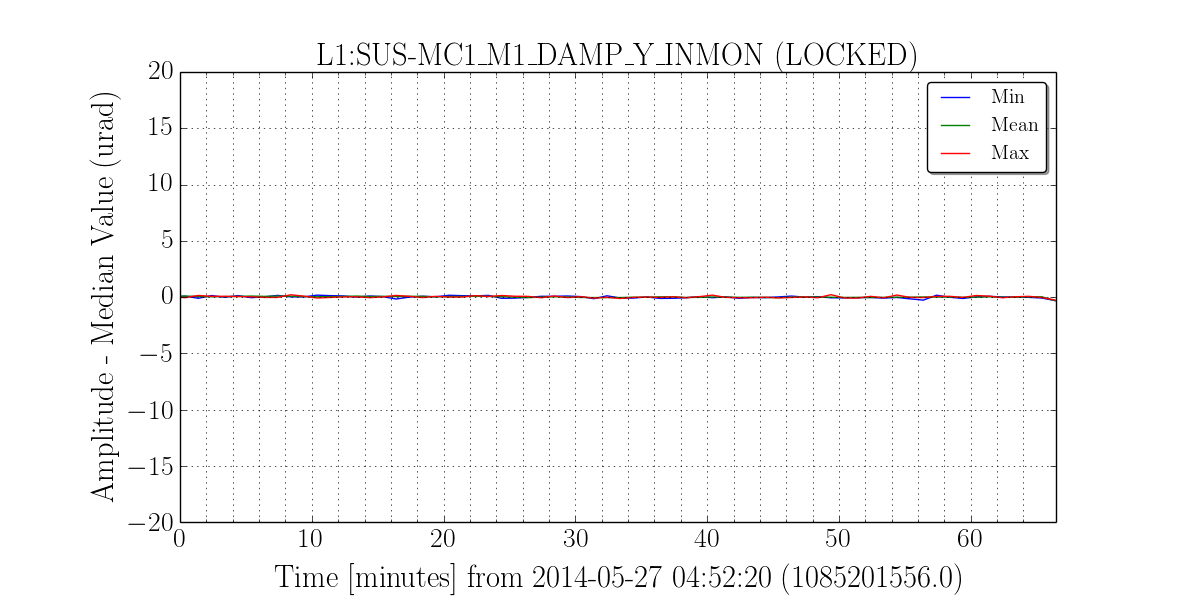 L1:SUS-MC1_M1_DAMP_Y_INMON (LOCKED)
Amplitude - Median Value (urad)
20
15
10
5
0
−5
−10
−15
−20
Min
Mean
Max
0 10 20 30 40 50 60
Time [minutes] from 2014-05-27 04:52:20 (1085201556.0)